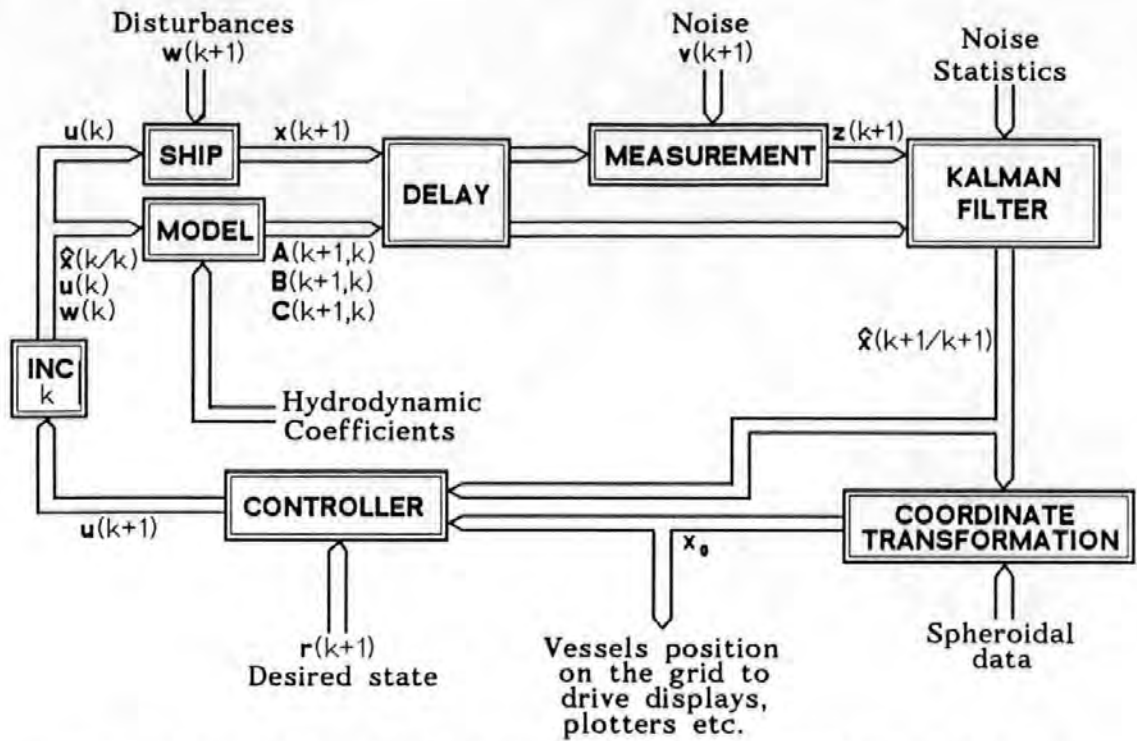 Disturbances
w(k+1)
Noise
v(k+1)
Noise
Statistics
u(k)
SHIP
x(k+1)
DELAY
MEASUREMENT
z(k+1)
KALMAN
FILTER
MODEL
x̂(k/k)
u(k)
w(k)
A(k+1,k)
B(k+1,k)
C(k+1,k)
INC
k
x̂(k+1/k+1)
Hydrodynamic
Coefficients
CONTROLLER
u(k+1)
x₀
COORDINATE
TRANSFORMATION
r(k+1)
Desired state
Vessels position
on the grid to
drive displays,
plotters etc.
Spheroidal
data